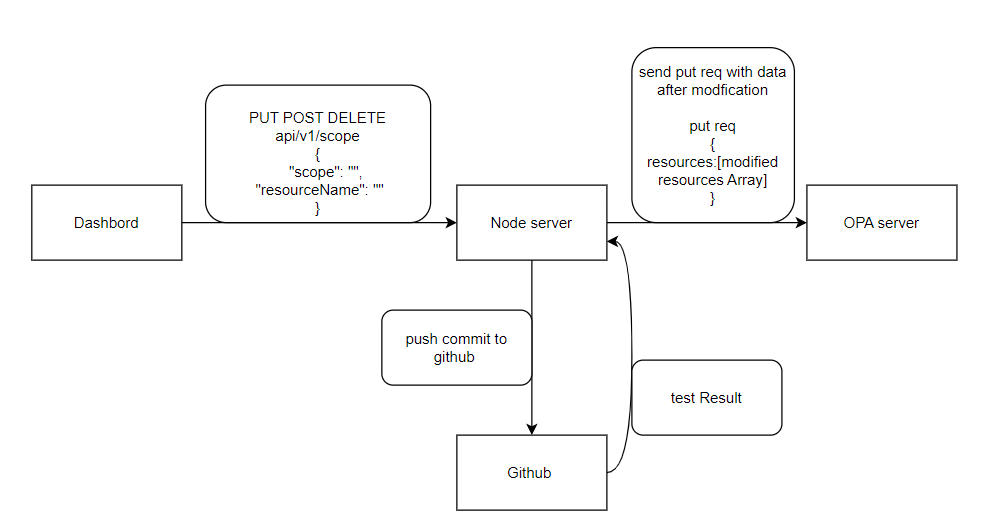 PUT POST DELETE
api/v1/scope
{
"scope": "",
"resourceName": ""
}
send put req with data
after modfication
put req
{
resources:[modified
resources Array]
}
Dashbord
Node server
OPA server
push commit to
github
test Result
Github